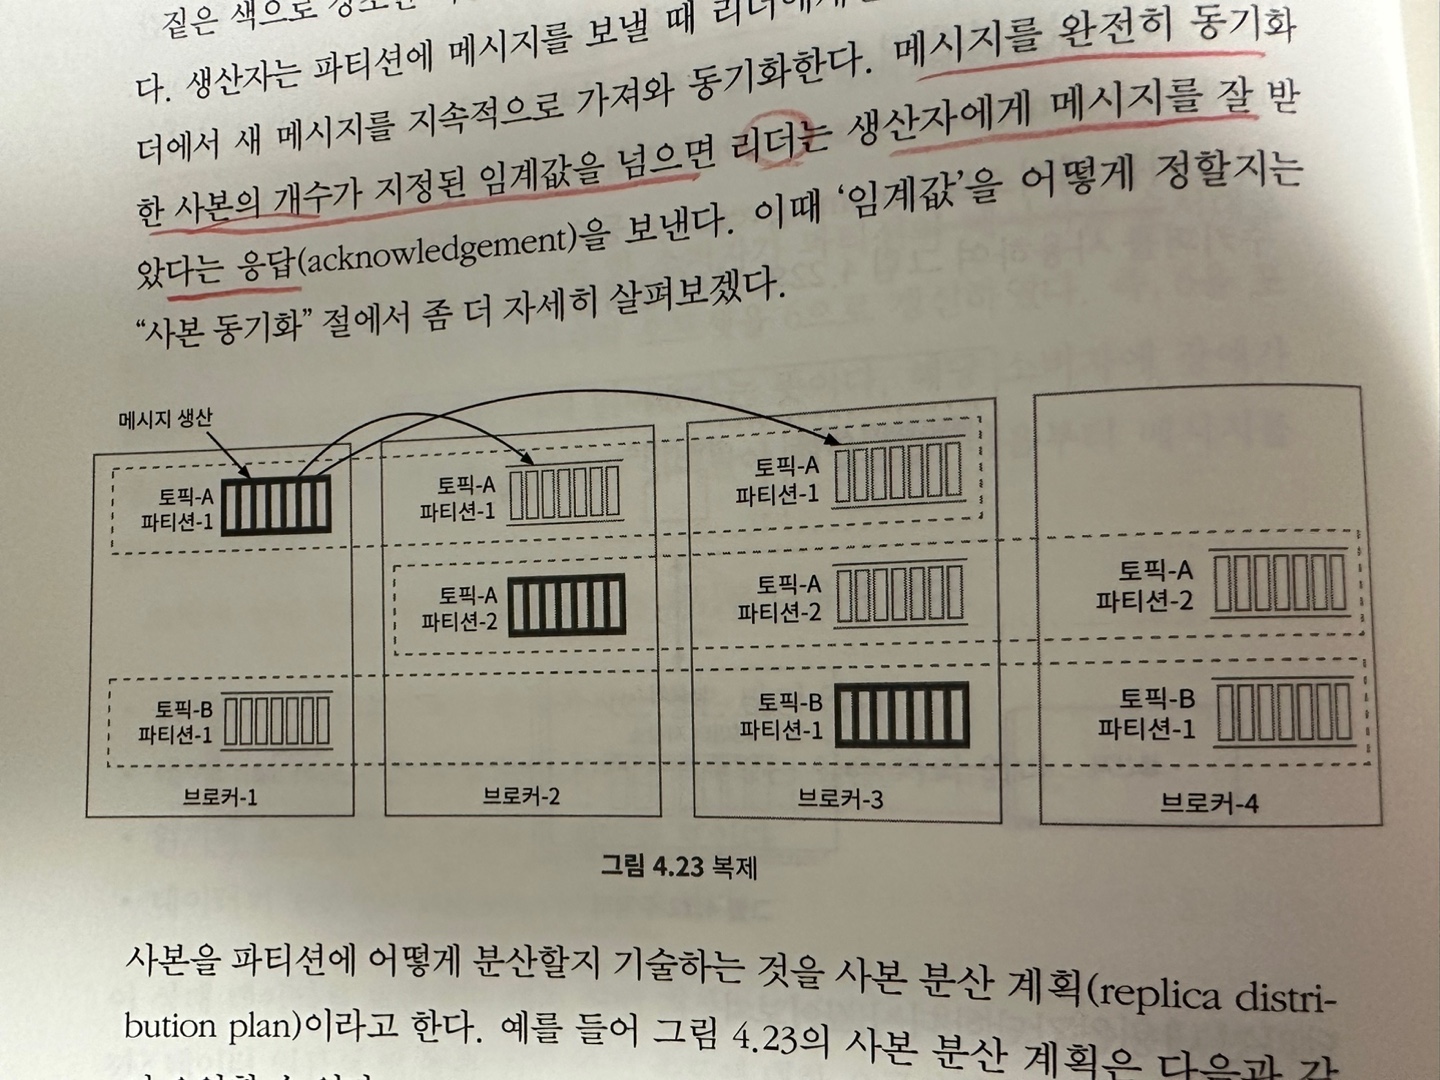 짙은 색으로
다. 생산자는 파티션에 메시지를 보낼 때 리더에게
더에서 새 메시지를 지속적으로 가져와 동기화한다. 메시지를 완전히 동기화
한 사본의 개수가 지정된 임계값을 넘으면 리더는 생산자에게 메시지를 잘 받
았다는 응답(acknowledgement)을 보낸다. 이때 ‘임계값’을 어떻게 정할지는
“사본 동기화” 절에서 좀 더 자세히 살펴보겠다.
메시지 생산
토픽-A
파티션-1
토픽-A
파티션-1
토픽-A
파티션-1
토픽-A
파티션-2
토픽-A
파티션-2
토픽-A
파티션-2
토픽-B
파티션-1
토픽-B
파티션-1
토픽-B
파티션-1
브로커-1
브로커-2
브로커-3
브로커-4
그림 4.23 복제
사본을 파티션에 어떻게 분산할지 기술하는 것을 사본 분산 계획(replica distri-
bution plan)이라고 한다. 예를 들어 그림 4.23의 사본 분산 계획은 다음과